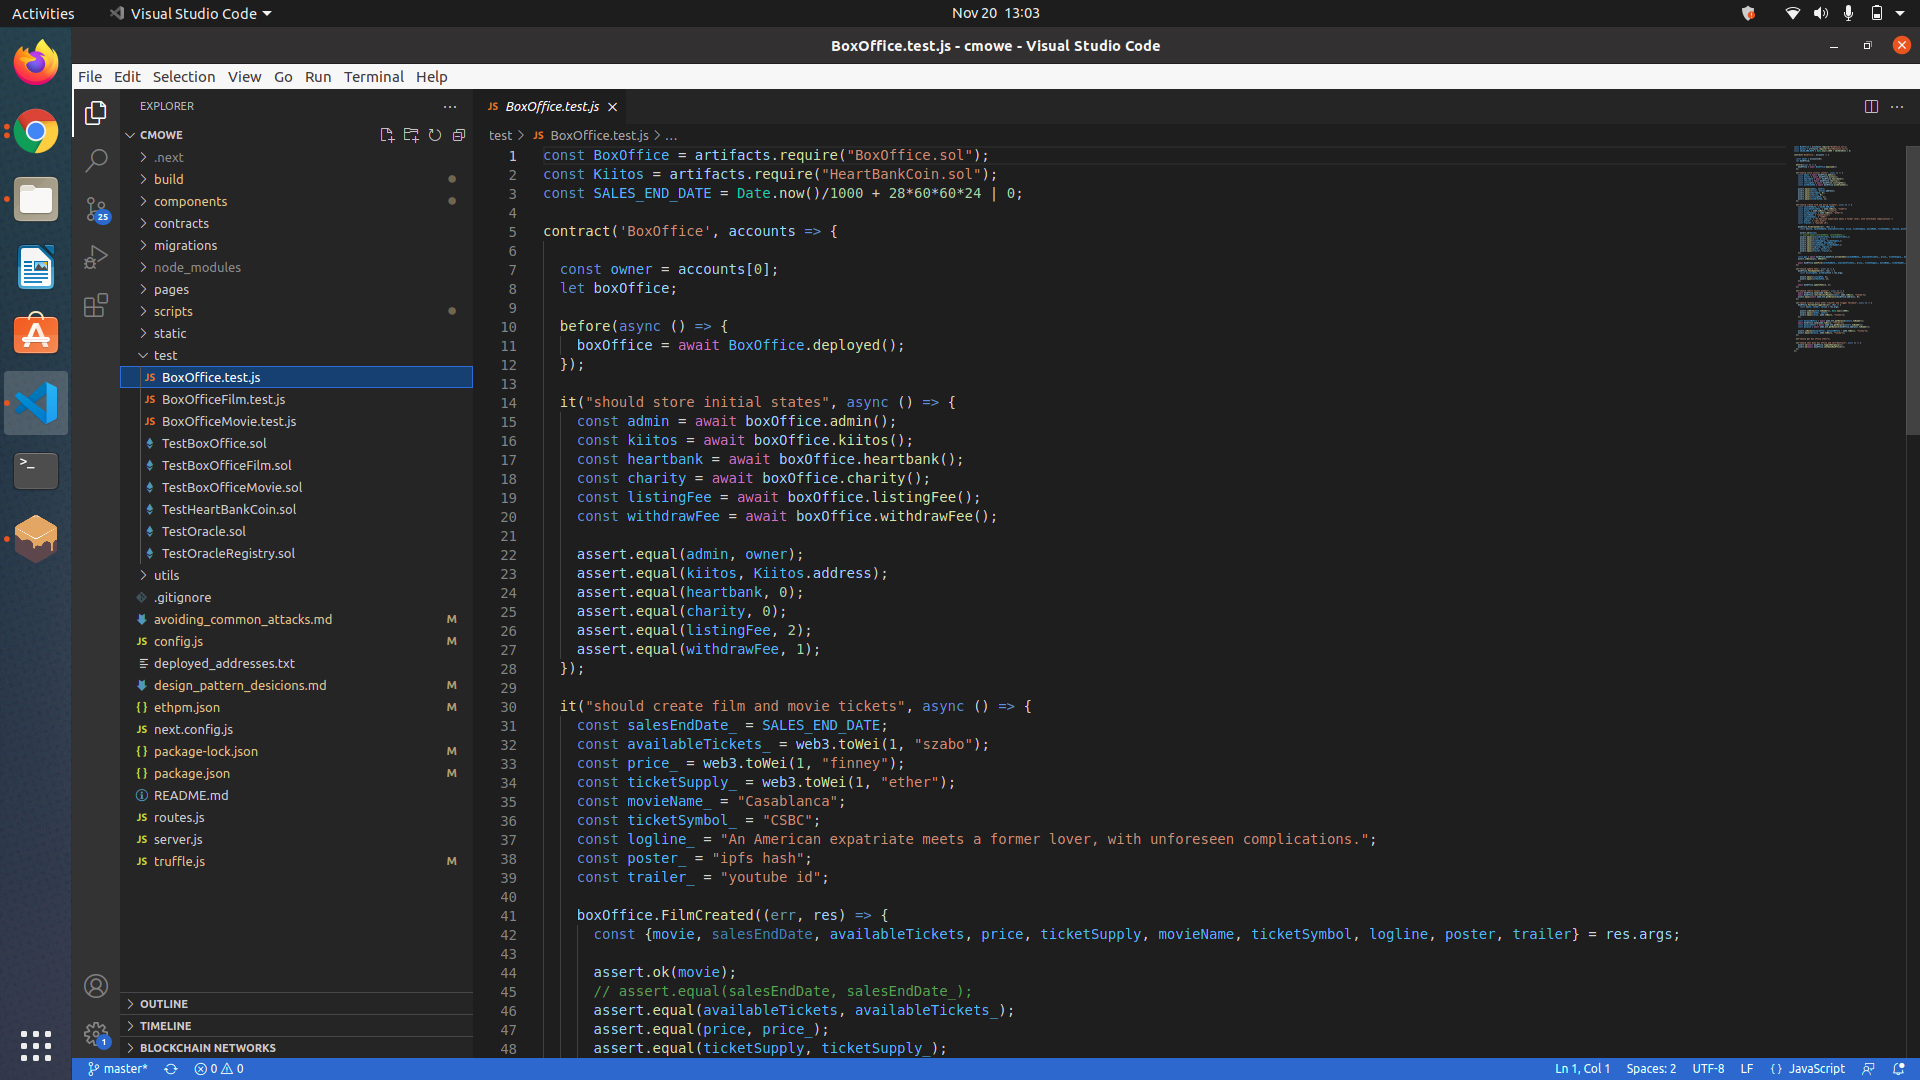 Activities
Visual Studio Code
Nov 20 13:03
BoxOffice.test.js - cmowe - Visual Studio Code
File Edit Selection View Go Run Terminal Help
EXPLORER
CMOWE
.next
build
components
contracts
migrations
node_modules
pages
scripts
static
test
JS BoxOffice.test.js
JS BoxOfficeFilm.test.js
JS BoxOfficeMovie.test.js
TestBoxOffice.sol
TestBoxOfficeFilm.sol
TestBoxOfficeMovie.sol
TestHeartBankCoin.sol
TestOracle.sol
TestOracleRegistry.sol
utils
.gitignore
avoiding_common_attacks.md M
JS config.js M
deployed_addresses.txt
design_pattern_desicions.md M
{} ethpm.json M
JS next.config.js
{} package-lock.json M
{} package.json M
README.md
JS routes.js
JS server.js
JS truffle.js M
OUTLINE
TIMELINE
BLOCKCHAIN NETWORKS
25
1
JS BoxOffice.test.js
test > JS BoxOffice.test.js > ...
1 const BoxOffice = artifacts.require("BoxOffice.sol");
2 const Kiitos = artifacts.require("HeartBankCoin.sol");
3 const SALES_END_DATE = Date.now()/1000 + 28*60*60*24 | 0;
4
5 contract('BoxOffice', accounts => {
6
7 const owner = accounts[0];
8 let boxOffice;
9
10 before(async () => {
11 boxOffice = await BoxOffice.deployed();
12 });
13
14 it("should store initial states", async () => {
15 const admin = await boxOffice.admin();
16 const kiitos = await boxOffice.kiitos();
17 const heartbank = await boxOffice.heartbank();
18 const charity = await boxOffice.charity();
19 const listingFee = await boxOffice.listingFee();
20 const withdrawFee = await boxOffice.withdrawFee();
21
22 assert.equal(admin, owner);
23 assert.equal(kiitos, Kiitos.address);
24 assert.equal(heartbank, 0);
25 assert.equal(charity, 0);
26 assert.equal(listingFee, 2);
27 assert.equal(withdrawFee, 1);
28 });
29
30 it("should create film and movie tickets", async () => {
31 const salesEndDate_ = SALES_END_DATE;
32 const availableTickets_ = web3.toWei(1, "szabo");
33 const price_ = web3.toWei(1, "finney");
34 const ticketSupply_ = web3.toWei(1, "ether");
35 const movieName_ = "Casablanca";
36 const ticketSymbol_ = "CSBC";
37 const logline_ = "An American expatriate meets a former lover, with unforeseen complications.";
38 const poster_ = "ipfs hash";
39 const trailer_ = "youtube id";
40
41 boxOffice.FilmCreated((err, res) => {
42 const {movie, salesEndDate, availableTickets, price, ticketSupply, movieName, ticketSymbol, logline, poster, trailer} = res.args;
43
44 assert.ok(movie);
45 // assert.equal(salesEndDate, salesEndDate_);
46 assert.equal(availableTickets, availableTickets_);
47 assert.equal(price, price_);
48 assert.equal(ticketSupply, ticketSupply_);
master* 0 0
Ln 1, Col 1 Spaces: 2 UTF-8 LF {} JavaScript